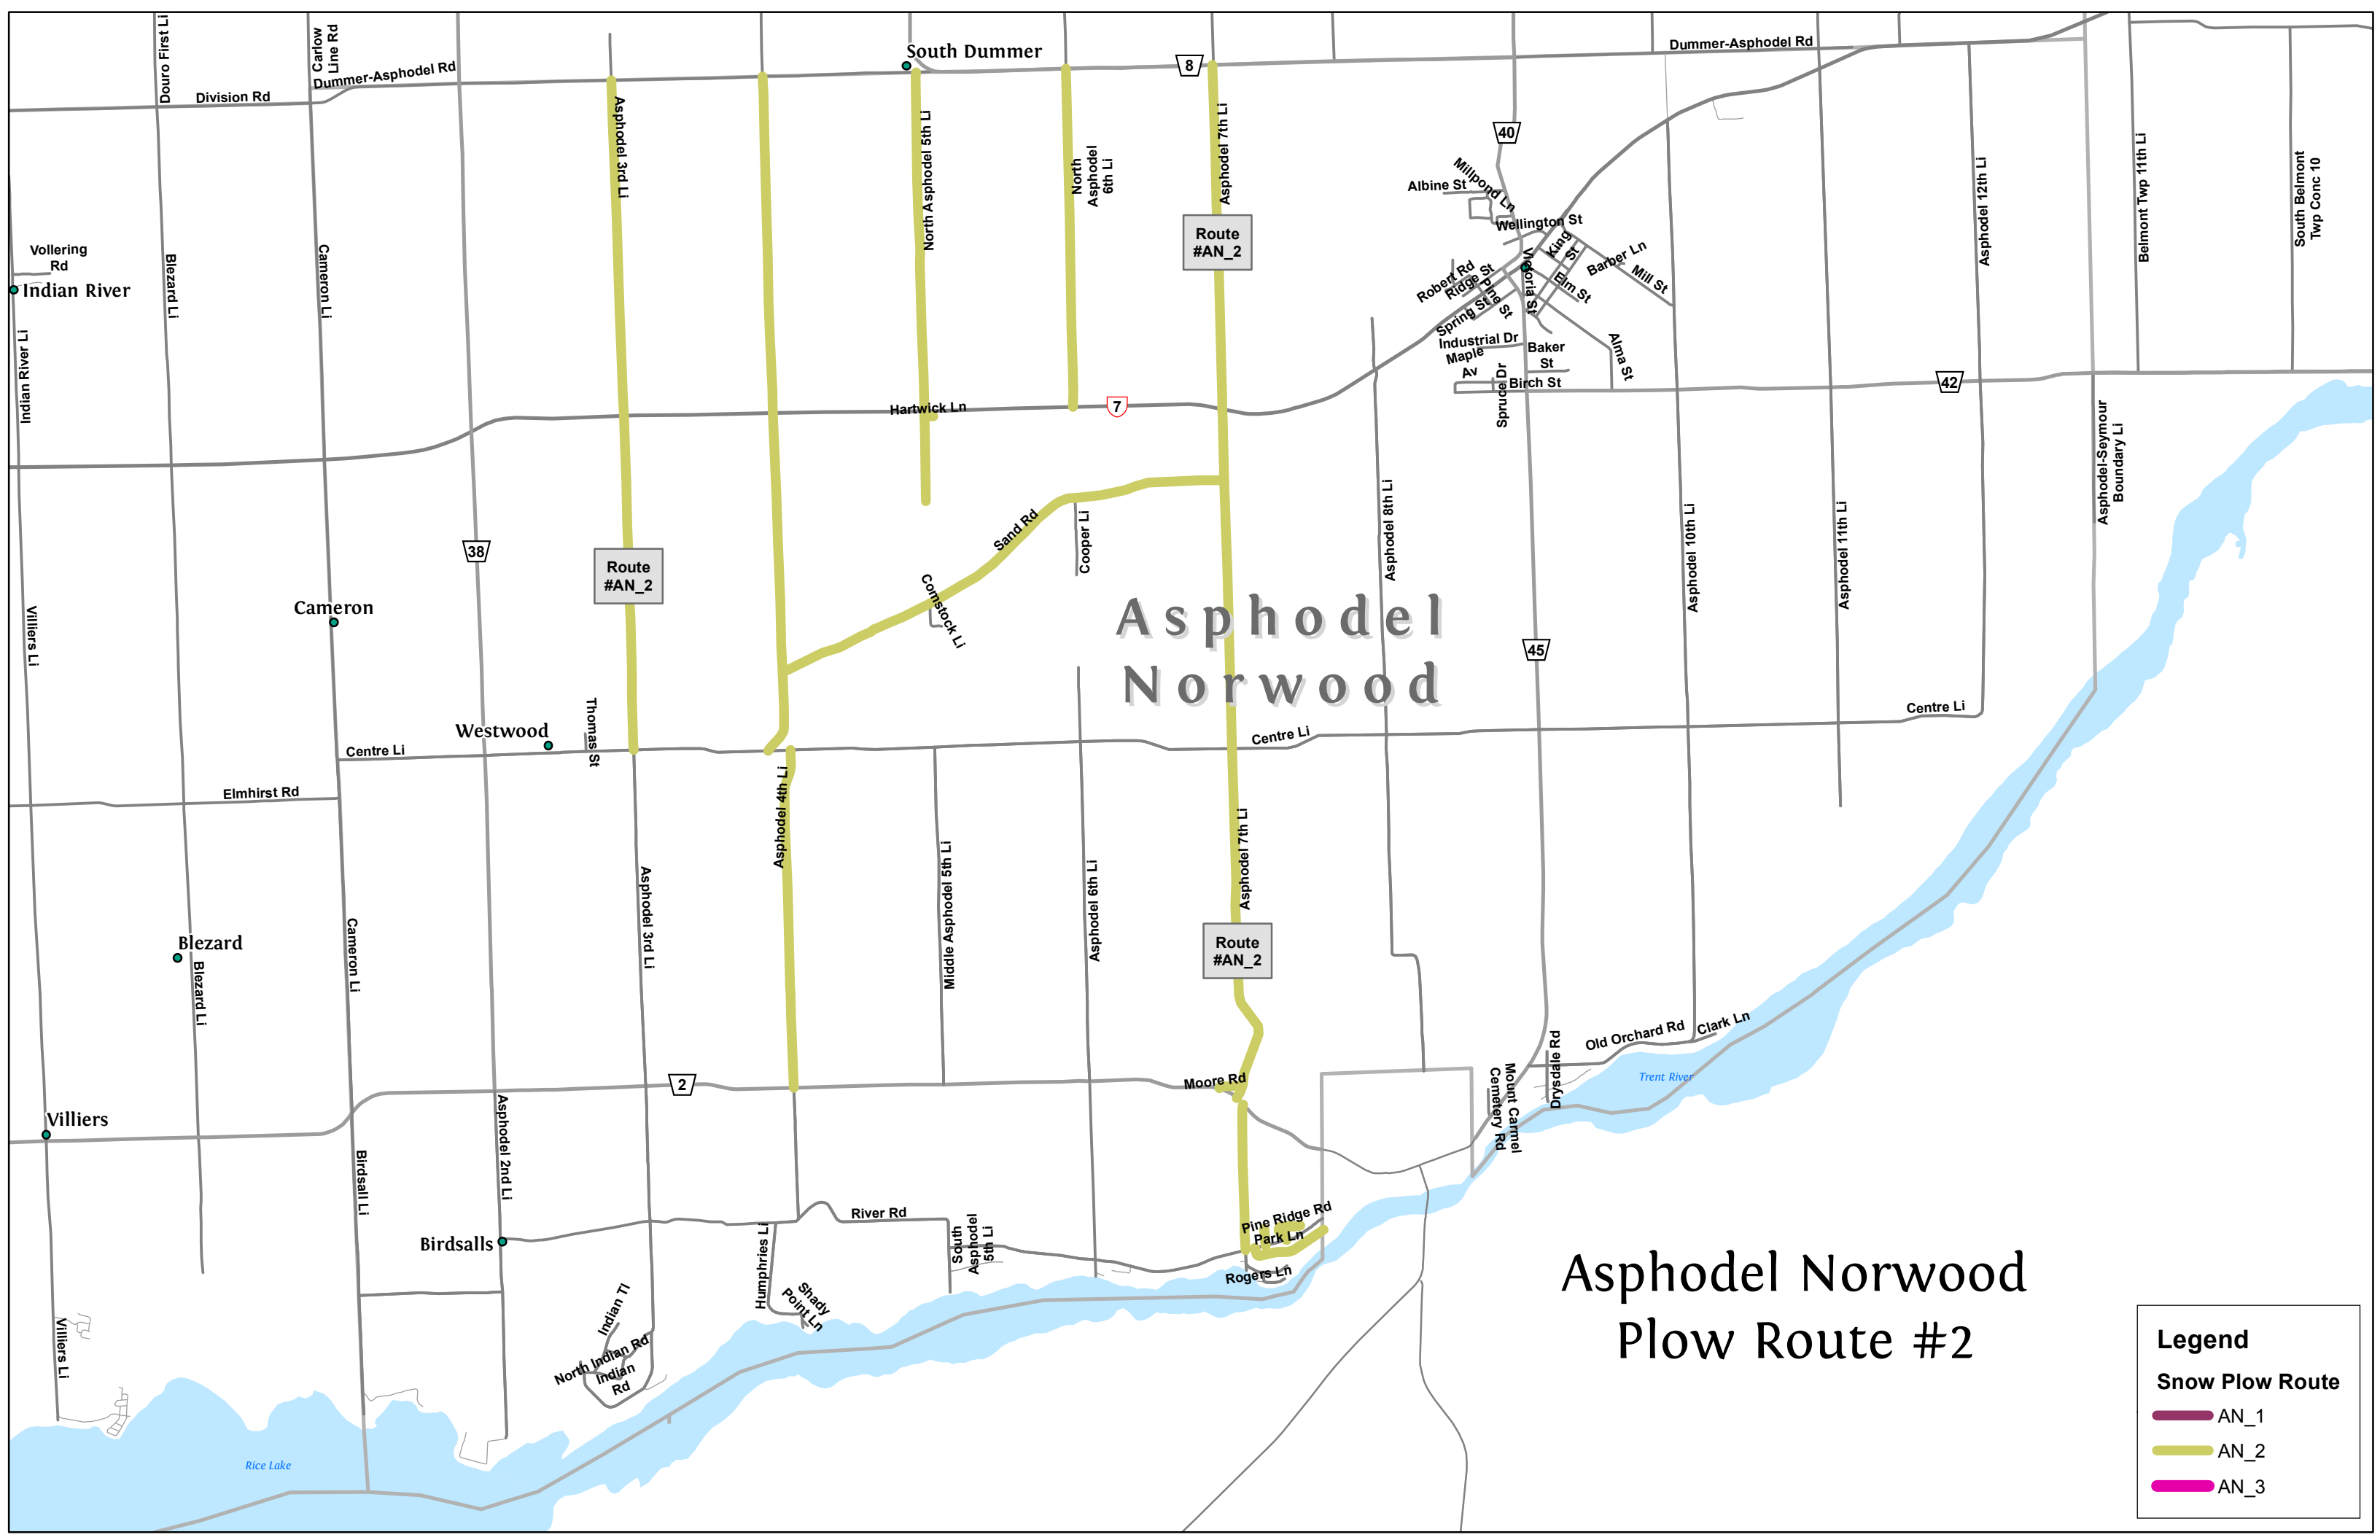 Douro First Li
Carlow
Line Rd
South Dummer
Dummer-Asphodel Rd
8
Dummer-Asphodel Rd
Division Rd
Asphodel 3rd Li
North Asphodel 5th Li
North
Asphodel
6th Li
Asphodel 7th Li
40
Millpond Ln
Albine St
Wellington St
King
St
Barber Ln
Mill St
Elm St
Victoria St
Robert Rd
Ridge St
Pine St
Spring St
Industrial Dr
Maple
Av
Baker
St
Spruce Dr
Birch St
Alma St
Asphodel 12th Li
Belmont Twp 11th Li
South Belmont
Twp Conc 10
Route
#AN_2
Vollering
Rd
Indian River
Blezard Li
Cameron Li
Indian River Li
Hartwick Ln
7
42
Asphodel-Seymour
Boundary Li
38
Sand Rd
Cooper Li
Asphodel 8th Li
Asphodel 10th Li
Asphodel 11th Li
Route
#AN_2
Comstock Li
Cameron
Villiers Li
Asphodel
Norwood
45
Westwood
Thomas St
Centre Li
Centre Li
Centre Li
Elmhirst Rd
Asphodel 4th Li
Asphodel 7th Li
Asphodel 3rd Li
Middle Asphodel 5th Li
Asphodel 6th Li
Route
#AN_2
Blezard
Blezard Li
Cameron Li
Old Orchard Rd
Clark Ln
Drysdale Rd
Mount Carmel
Cemetery Rd
Trent River
2
Moore Rd
Villiers
Asphodel 2nd Li
Birdsall Li
River Rd
South
Asphodel
5th Li
Pine Ridge Rd
Park Ln
Rogers Ln
Birdsalls
Humphries Li
Shady
Point Ln
Indian Tl
North Indian Rd
Indian
Rd
Villiers Li
Rice Lake
Asphodel Norwood
Plow Route #2
Legend
Snow Plow Route
AN_1
AN_2
AN_3